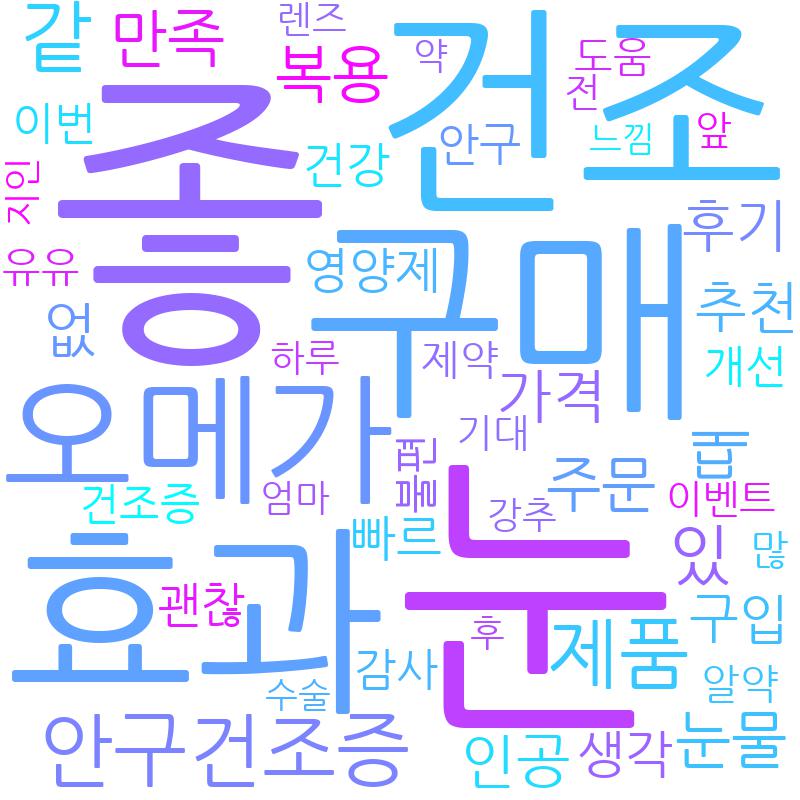 같
만족
렌즈
복용
약
건조
도움
전
이번
좋
건강
안구
느낌
앞
지인
유유
영양제
구매
후기
없
하루
제약
가격
추천
개선
오메가
기대
불편
돕
건조증
엄마
강추
주문
이벤트
빠르
눈
있
많
효과
괜찮
후
제품
구입
감사
수술
알약
안구건조증
인공
생각
눈물